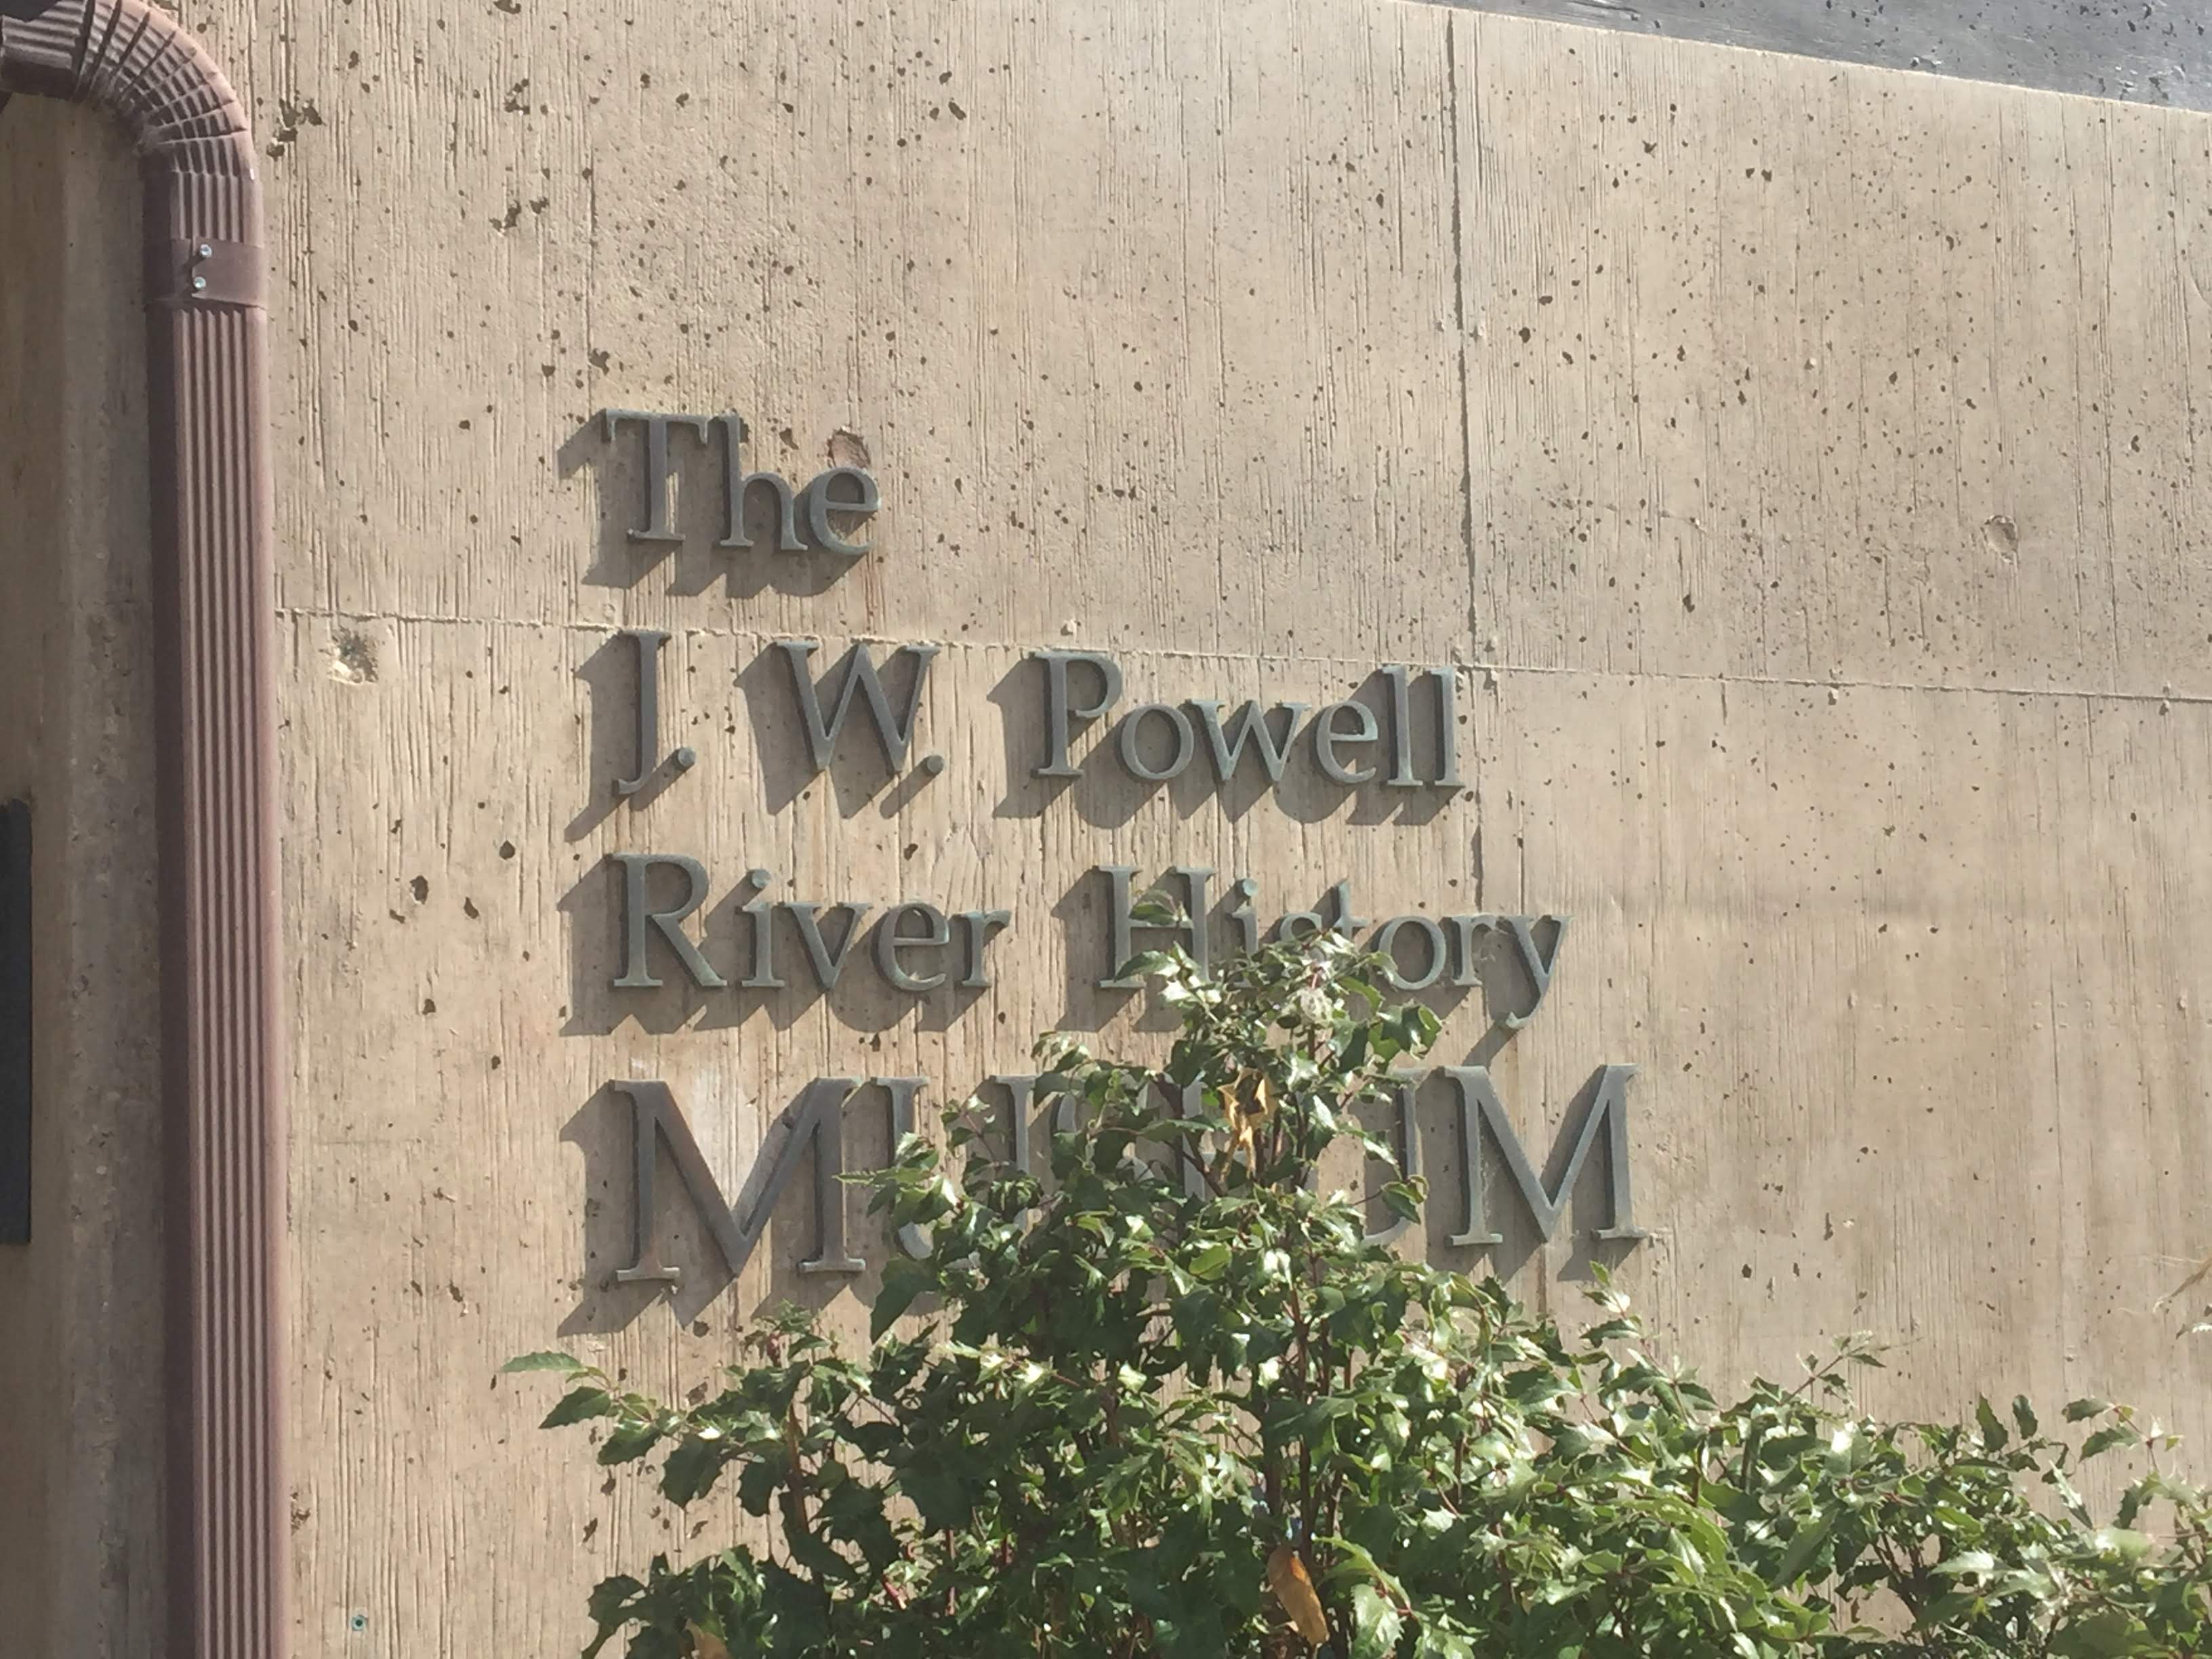 The
J. W. Powell
River History
MUSEUM